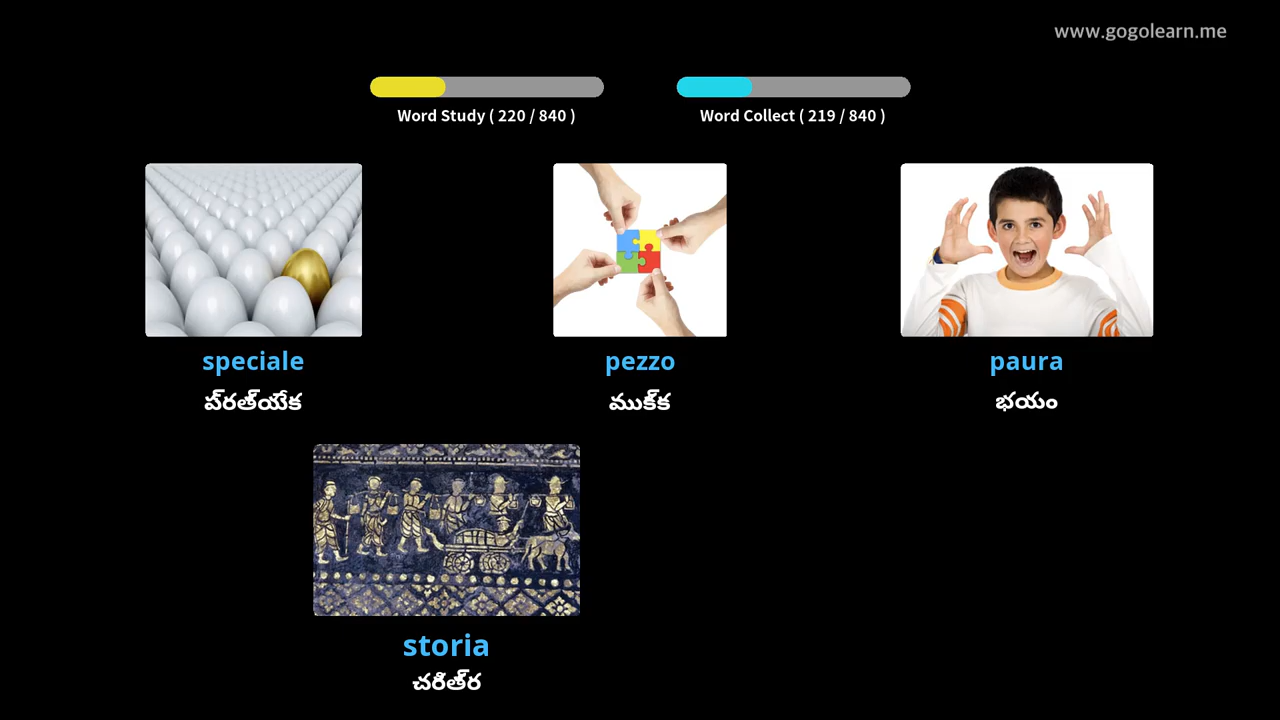 www.gogolearn.me
Word Study ( 220 / 840 )
Word Collect ( 219 / 840 )
speciale
ప్‌రత్‌యేక
pezzo
ముక్‌క
paura
భయం
storia
చరిత్‌ర